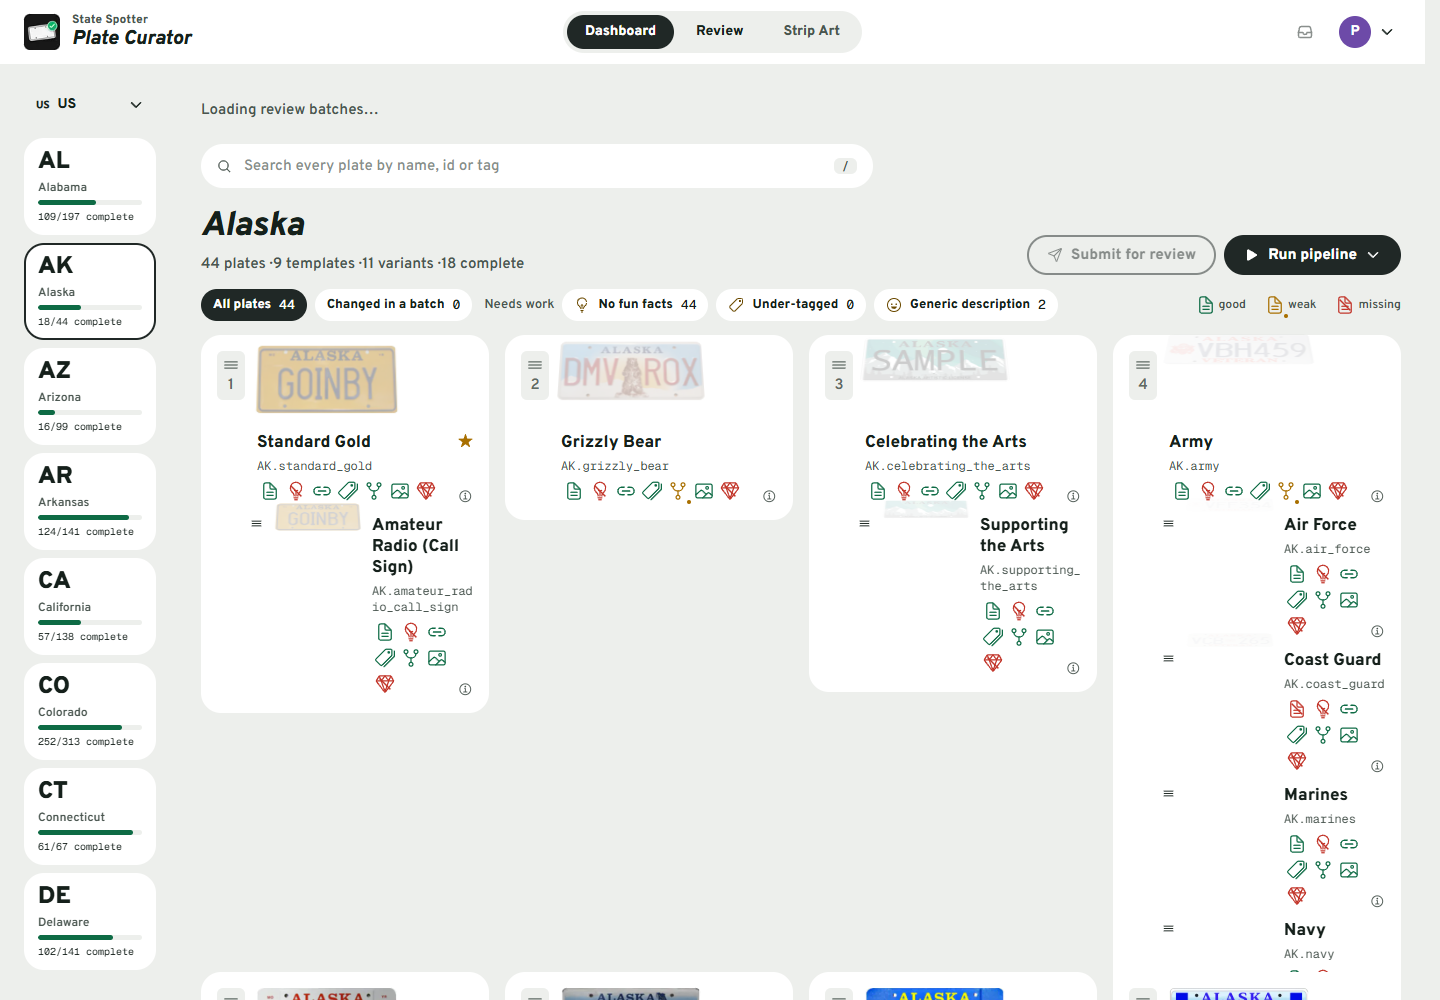 State Spotter
Plate Curator
Dashboard
Review
Strip Art
P
US US
Loading review batches...
AL
Alabama
109/197 complete
AK
Alaska
18/44 complete
AZ
Arizona
16/99 complete
AR
Arkansas
124/141 complete
CA
California
57/138 complete
CO
Colorado
252/313 complete
CT
Connecticut
61/67 complete
DE
Delaware
102/141 complete
Search every plate by name, id or tag
/
Alaska
44 plates ·9 templates ·11 variants ·18 complete
Submit for review
Run pipeline
All plates 44
Changed in a batch 0
Needs work
No fun facts 44
Under-tagged 0
Generic description 2
good
weak
missing
1
ALASKA
GOINBY
Standard Gold
AK.standard_gold
GOINBY
Amateur
Radio (Call
Sign)
AK.amateur_rad
io_call_sign
2
ALASKA
DMV ROX
Grizzly Bear
AK.grizzly_bear
3
SAMPLE
Celebrating the Arts
AK.celebrating_the_arts
Supporting
the Arts
AK.supporting_
the_arts
4
VBH459
Army
AK.army
Air Force
AK.air_force
Coast Guard
AK.coast_guard
Marines
AK.marines
Navy
AK.navy
ALASKA
ALASKA
ALASKA
ALASKA